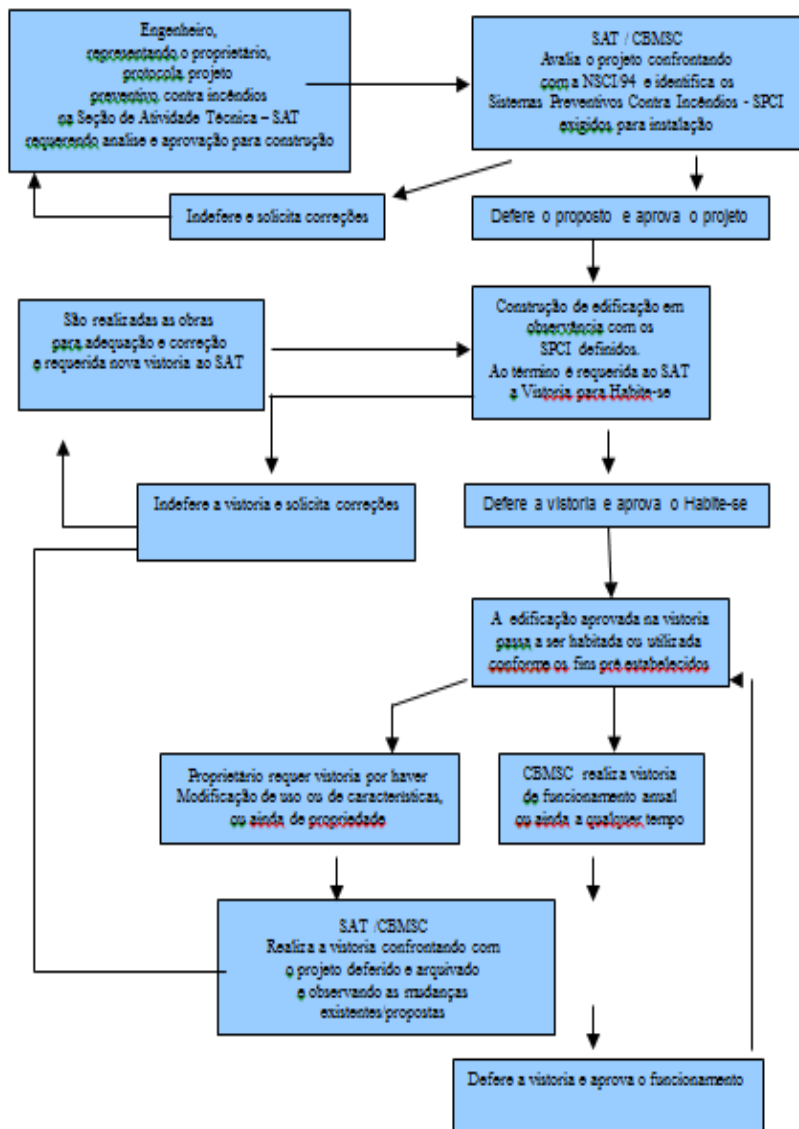 Engenheiro,
representando o proprietário,
protocola projeto
preventivo contra incêndios
na Seção de Atividade Técnica – SAT
requerendo analise e aprovação para construção
SAT / CBMSC
Avalia o projeto confrontando
com a NSCI/94 e identifica os
Sistemas Preventivos Contra Incêndios - SPCI
exigidos para instalação
Indefere e solicita correções
Defere o proposto e aprova o projeto
São realizadas as obras
para adequação e correção
e requerida nova vistoria ao SAT
Construção de edificação em
observância com os
SPCI definidos.
Ao término é requerida ao SAT
a Vistoria para Habite-se
Indefere a vistoria e solicita correções
Defere a vistoria e aprova o Habite-se
A edificação aprovada na vistoria
passa a ser habitada ou utilizada
conforme os fins pré estabelecidos
Proprietário requer vistoria por haver
Modificação de uso ou de características,
ou ainda de propriedade
CBMSC realiza vistoria
de funcionamento anual
ou ainda a qualquer tempo
SAT /CBMSC
Realiza a vistoria confrontando com
o projeto deferido e arquivado
e observando as mudanças
existentes/propostas
Defere a vistoria e aprova o funcionamento